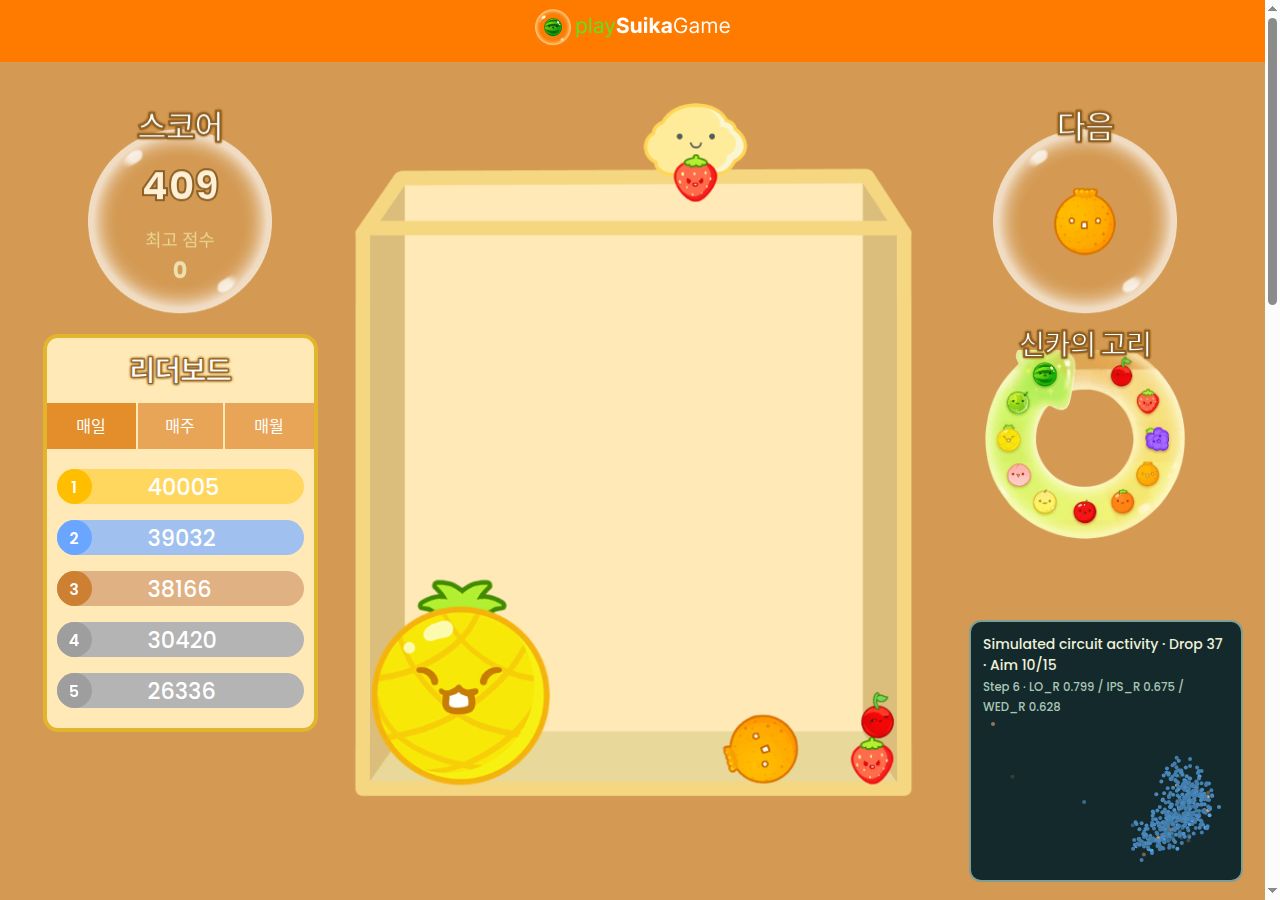 playSuikaGame
스코어
409
최고 점수
0
다음
신카의 고리
리더보드
매일 매주 매월
1 40005
2 39032
3 38166
4 30420
5 26336
Simulated circuit activity · Drop 37
· Aim 10/15
Step 6 · LO_R 0.799 / IPS_R 0.675 /
WED_R 0.628